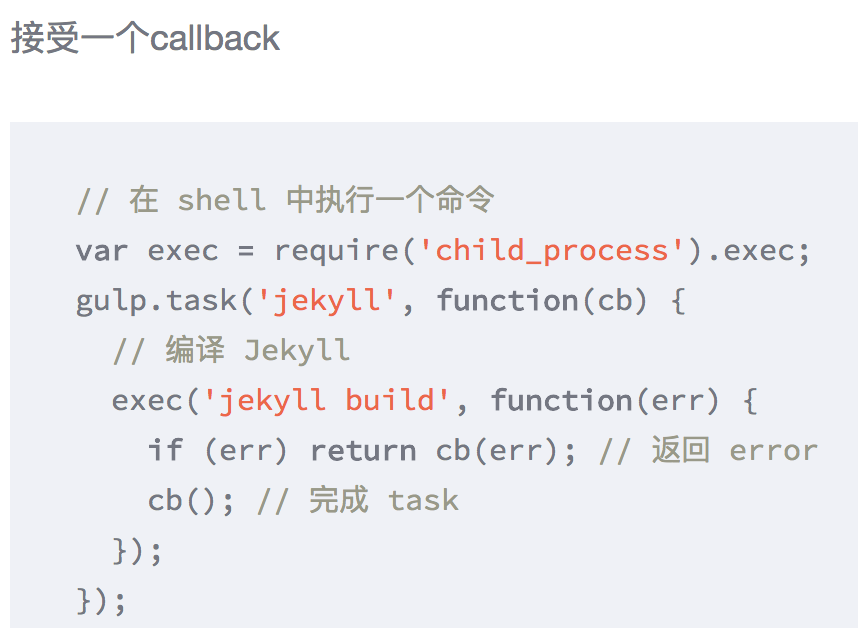 接受一个callback
// 在 shell 中执行一个命令
var exec = require('child_process').exec;
gulp.task('jekyll', function(cb) {
// 编译 Jekyll
exec('jekyll build', function(err) {
if (err) return cb(err); // 返回 error
cb(); // 完成 task
});
});